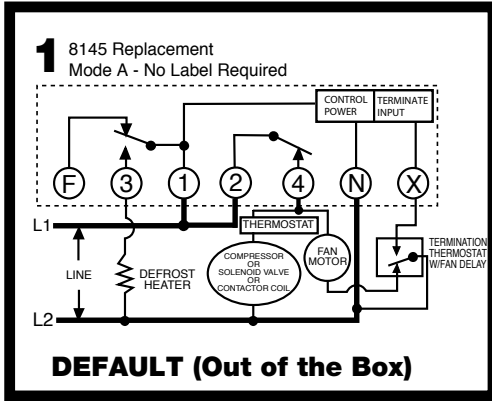 1 8145 Replacement
Mode A - No Label Required
CONTROL POWER
TERMINATE INPUT
F 3 1 2 4 N X
L1
THERMOSTAT
LINE
DEFROST
HEATER
COMPRESSOR
OR
SOLENOID VALVE
OR
CONTACTOR COIL
FAN
MOTOR
TERMINATION
THERMOSTAT
W/FAN DELAY
L2
DEFAULT (Out of the Box)